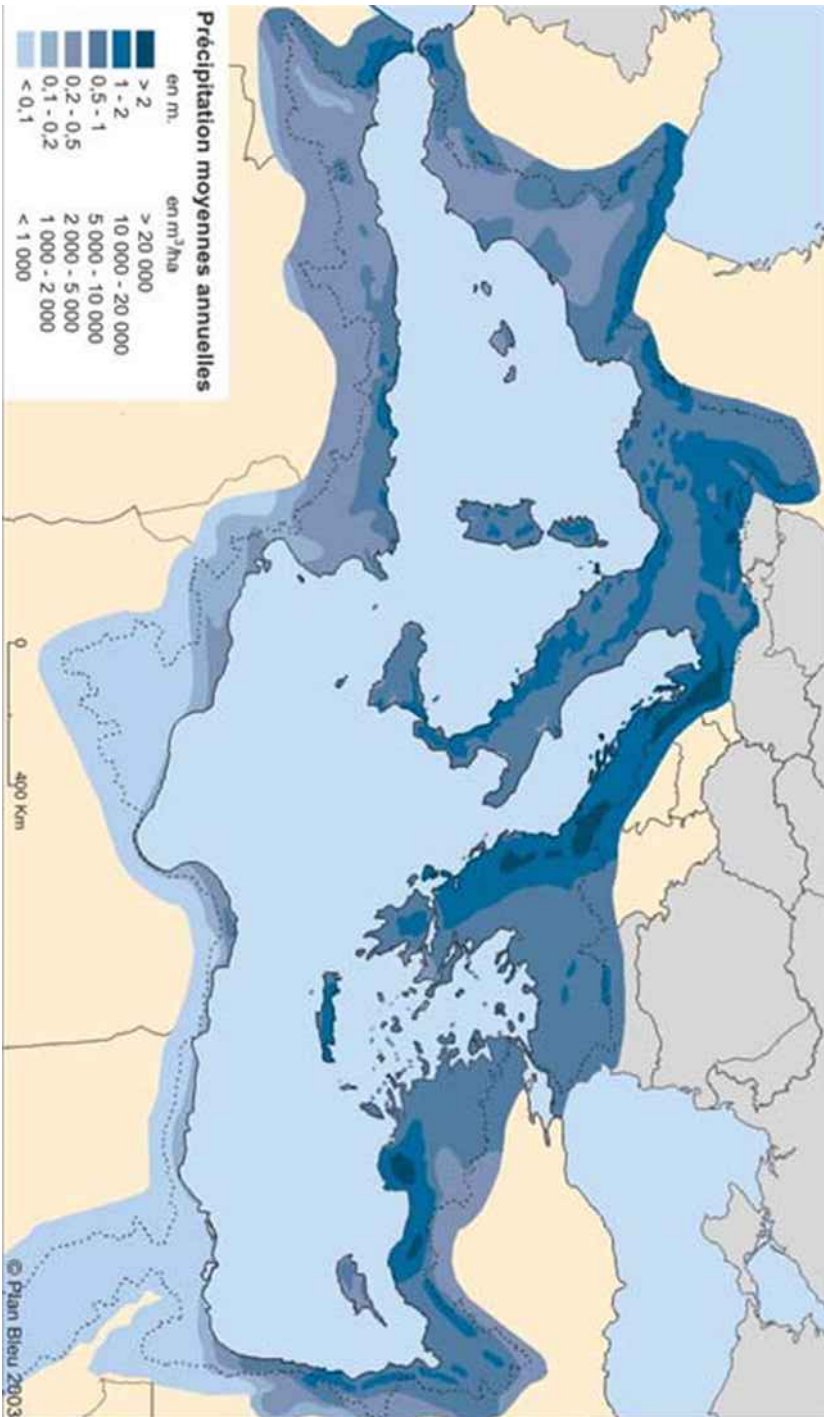 Précipitation moyennes annuelles
en m. en m³/ha
> 2 > 20 000
1 - 2 10 000 - 20 000
0,5 - 1 5 000 - 10 000
0,2 - 0,5 2 000 - 5 000
0,1 - 0,2 1 000 - 2 000
< 0,1 < 1 000
0 400 Km
© Plan Bleu 2003